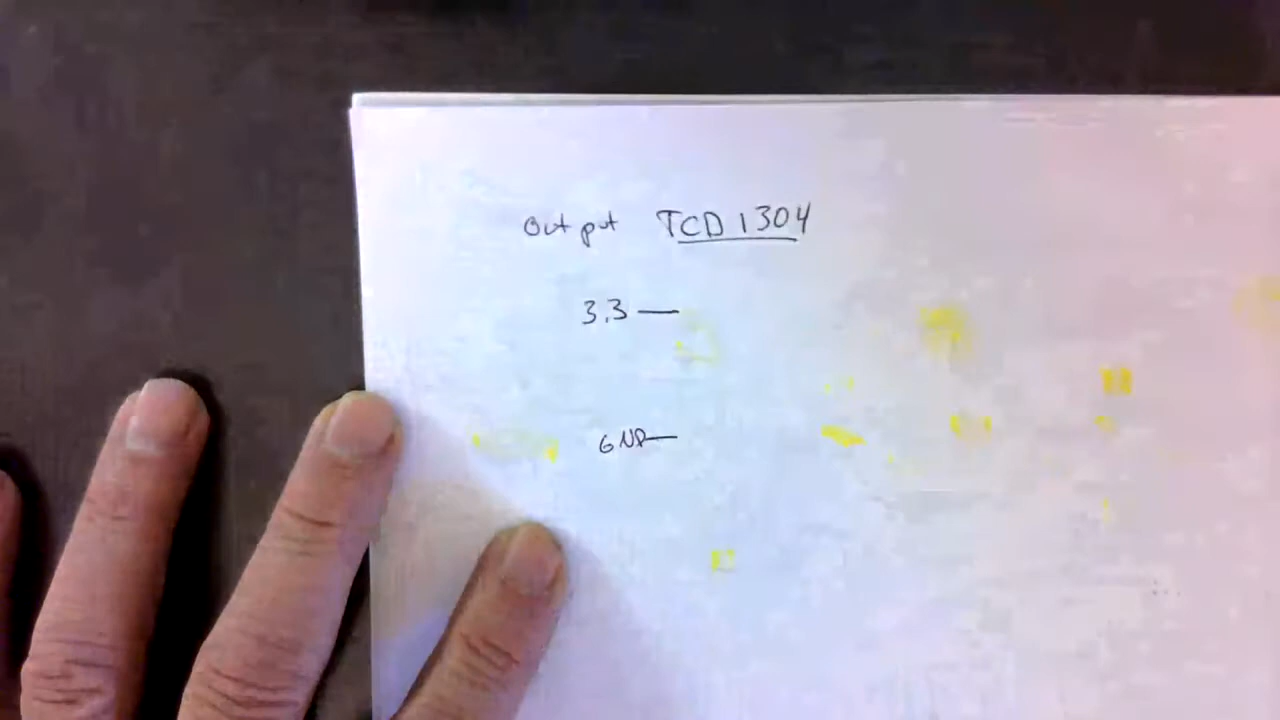 Output TCD1304
3.3 —
GND —